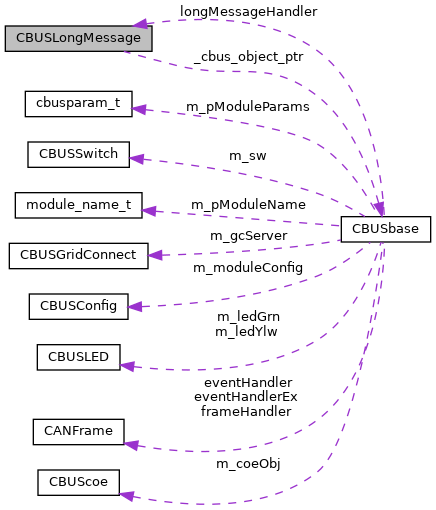 longMessageHandler
CBUSLongMessage
_cbus_object_ptr
cbusparam_t
m_pModuleParams
CBUSSwitch
m_sw
module_name_t
m_pModuleName
CBUSbase
m_gcServer
CBUSGridConnect
m_moduleConfig
CBUSConfig
m_ledGrn
m_ledYlw
CBUSLED
eventHandler
eventHandlerEx
frameHandler
CANFrame
m_coeObj
CBUScoe